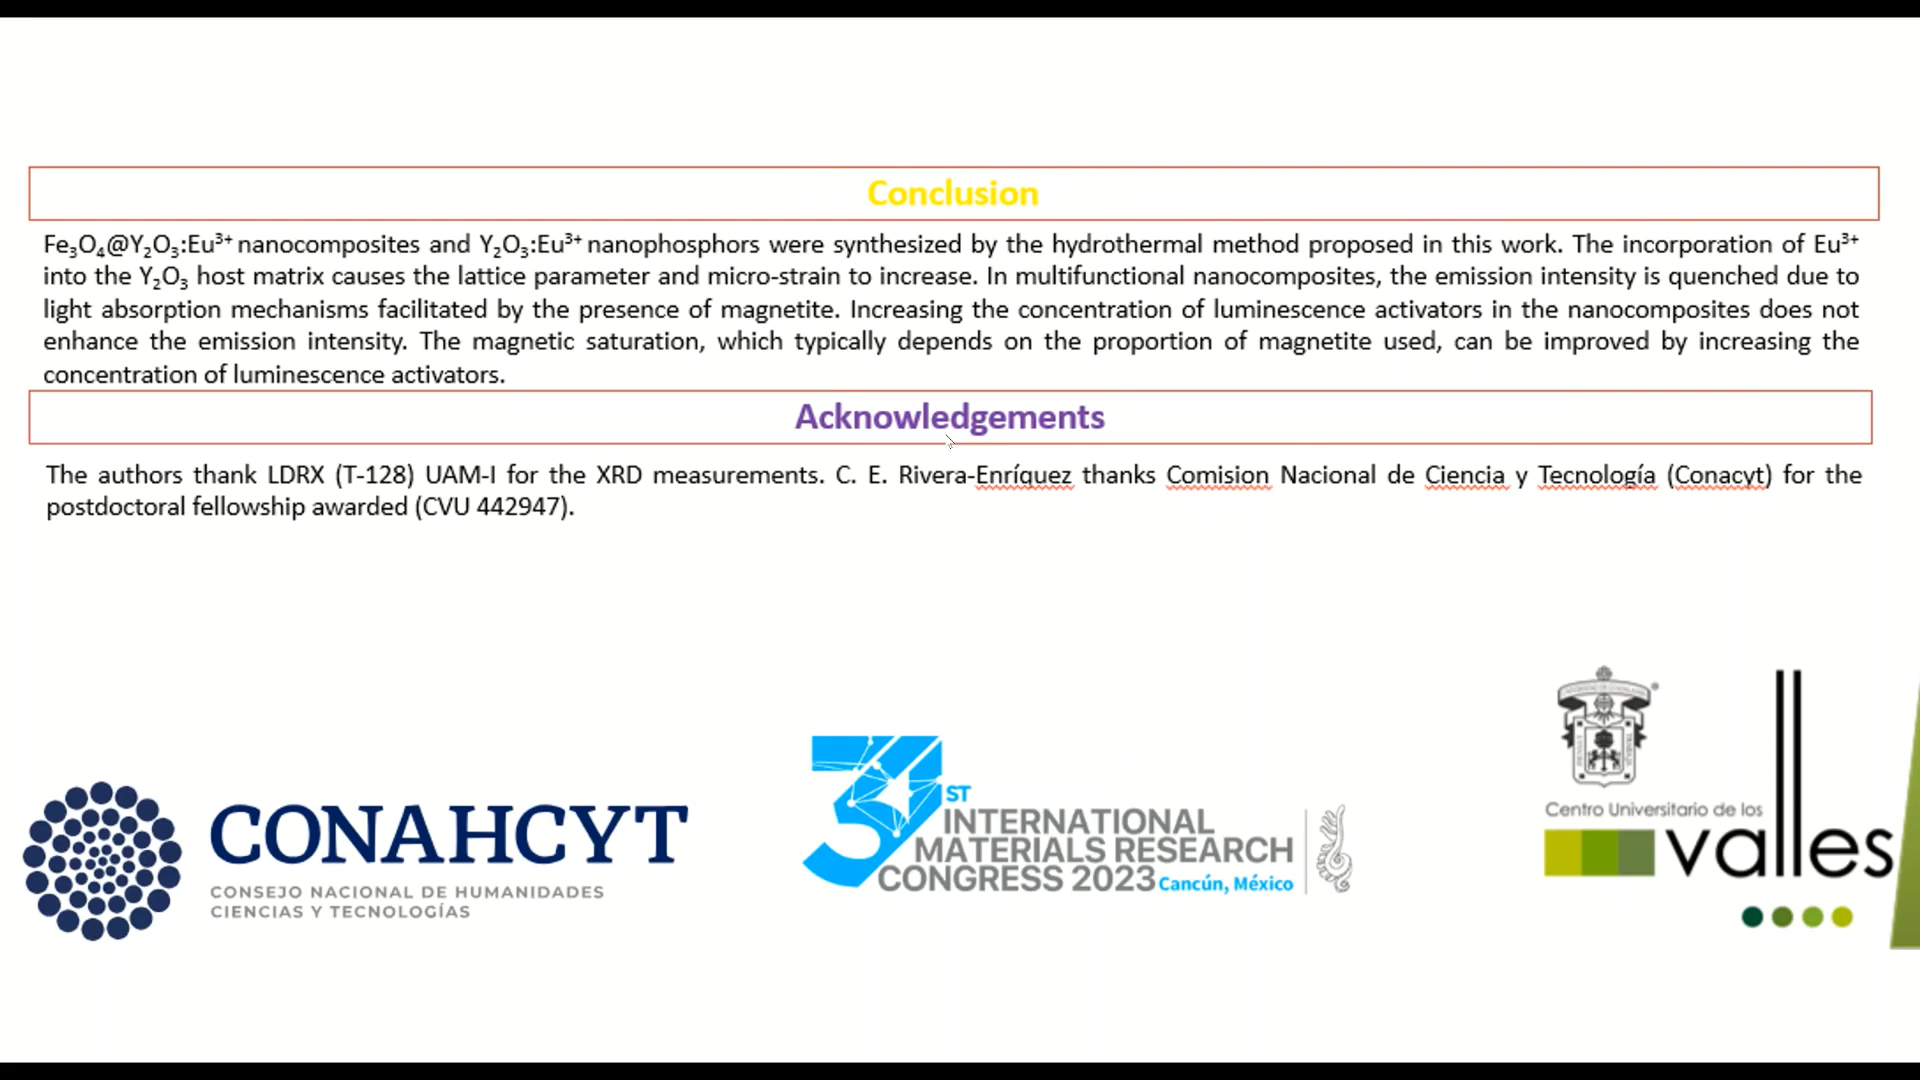 Conclusion
Fe₃O₄@Y₂O₃:Eu³⁺ nanocomposites and Y₂O₃:Eu³⁺ nanophosphors were synthesized by the hydrothermal method proposed in this work. The incorporation of Eu³⁺
into the Y₂O₃ host matrix causes the lattice parameter and micro-strain to increase. In multifunctional nanocomposites, the emission intensity is quenched due to
light absorption mechanisms facilitated by the presence of magnetite. Increasing the concentration of luminescence activators in the nanocomposites does not
enhance the emission intensity. The magnetic saturation, which typically depends on the proportion of magnetite used, can be improved by increasing the
concentration of luminescence activators.
Acknowledgements
The authors thank LDRX (T-128) UAM-I for the XRD measurements. C. E. Rivera-Enríquez thanks Comision Nacional de Ciencia y Tecnología (Conacyt) for the
postdoctoral fellowship awarded (CVU 442947).
CONAHCYT
CONSEJO NACIONAL DE HUMANIDADES
CIENCIAS Y TECNOLOGÍAS
31ST
INTERNATIONAL
MATERIALS RESEARCH
CONGRESS 2023 Cancún, México
Centro Universitario de los
valles